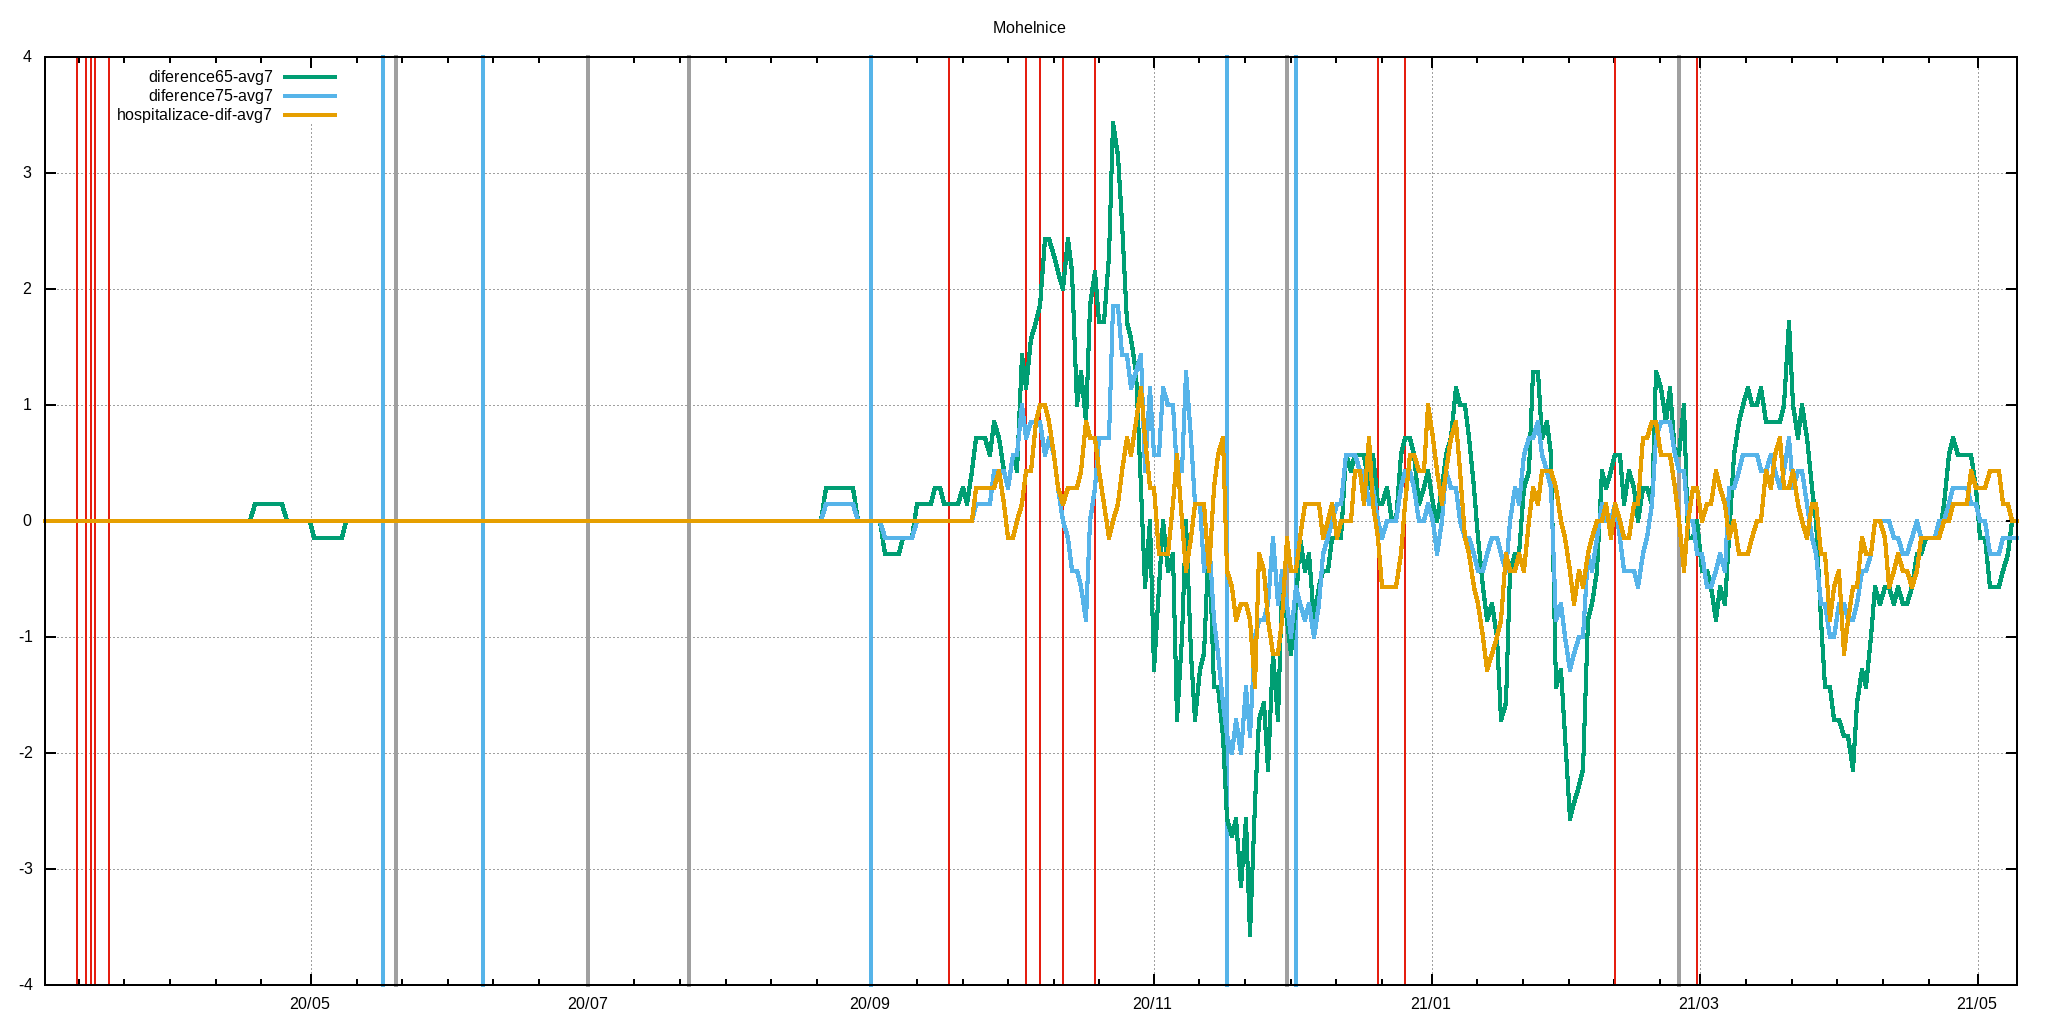 Mohelnice
4
diference65-avg7
diference75-avg7
hospitalizace-dif-avg7
3
2
1
0
-1
-2
-3
-4
20/05 20/07 20/09 20/11 21/01 21/03 21/05